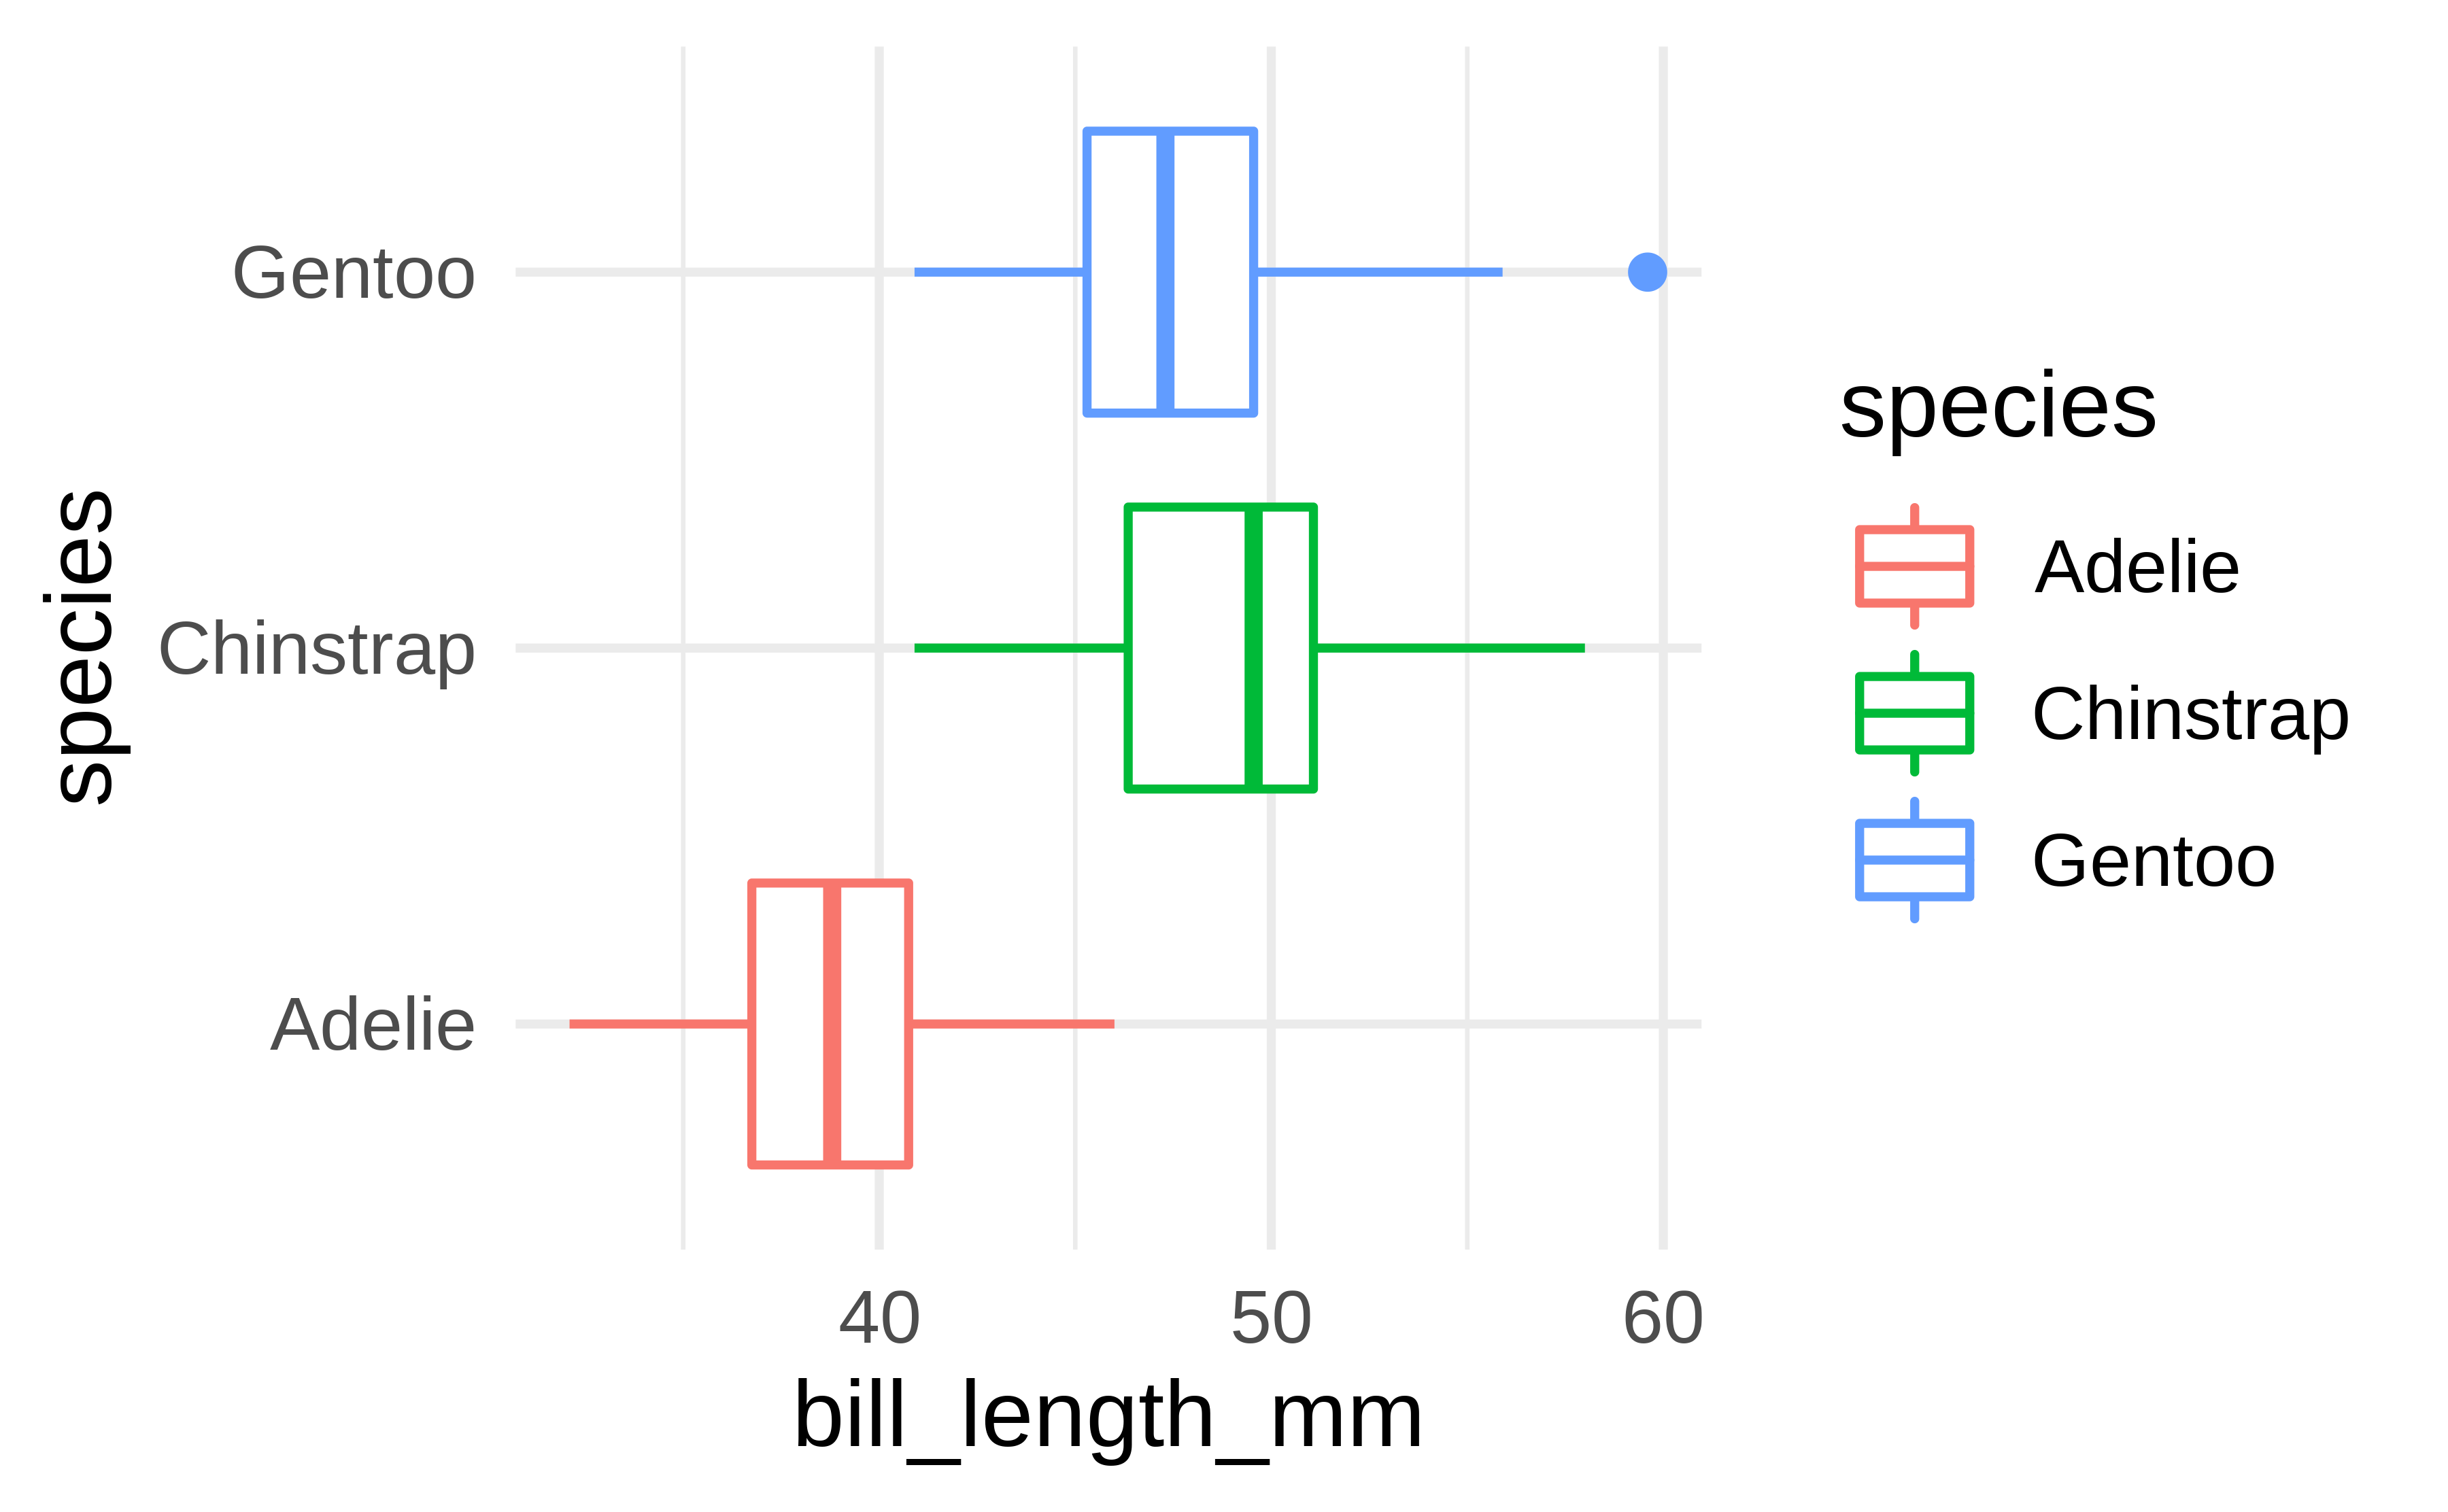 Gentoo
Chinstrap
Adelie
species
40 50 60
bill_length_mm
species
Adelie
Chinstrap
Gentoo